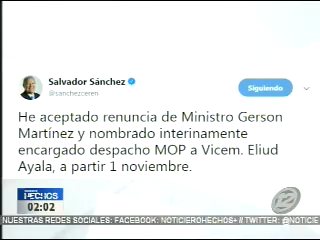 Salvador Sánchez
@sanchezceren
Siguiendo
He aceptado renuncia de Ministro Gerson
Martínez y nombrado interinamente
encargado despacho MOP a Vicem. Eliud
Ayala, a partir 1 noviembre.
HECHOS
12
02:02
NUESTRAS REDES SOCIALES: FACEBOOK: NOTICIEROHECHOS+ # TWITTER: @NOTICIE